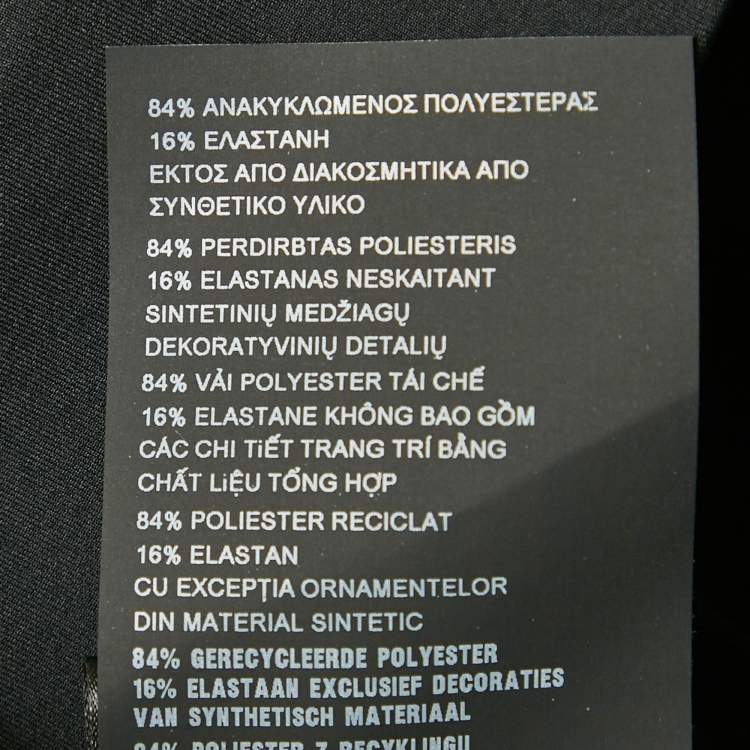 84% ΑΝΑΚΥΚΛΩΜΕΝΟΣ ΠΟΛΥΕΣΤΕΡΑΣ
16% ΕΛΑΣΤΑΝΗ
ΕΚΤΟΣ ΑΠΟ ΔΙΑΚΟΣΜΗΤΙΚΑ ΑΠΟ
ΣΥΝΘΕΤΙΚΟ ΥΛΙΚΟ
84% PERDIRBTAS POLIESTERIS
16% ELASTANAS NESKAITANT
SINTETINIŲ MEDŽIAGŲ
DEKORATYVINIŲ DETALIŲ
84% VẢI POLYESTER TÁI CHẾ
16% ELASTANE KHÔNG BAO GỒM
CÁC CHI TiẾT TRANG TRÍ BẰNG
CHẤT LiỆU TỔNG HỢP
84% POLIESTER RECICLAT
16% ELASTAN
CU EXCEPȚIA ORNAMENTELOR
DIN MATERIAL SINTETIC
84% GERECYCLEERDE POLYESTER
16% ELASTAAN EXCLUSIEF DECORATIES
VAN SYNTHETISCH MATERIAAL
84% POLIESTER Z RECYKLINGU